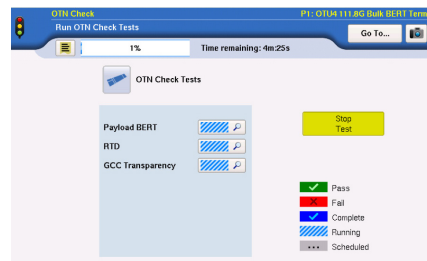 OTN Check
P1: OTU4 111.8G Bulk BERT Term
Run OTN Check Tests
Go To...
1%
Time remaining: 4m:25s
OTN Check Tests
Payload BERT
RTD
GCC Transparency
Stop
Test
Pass
Fail
Complete
Running
Scheduled